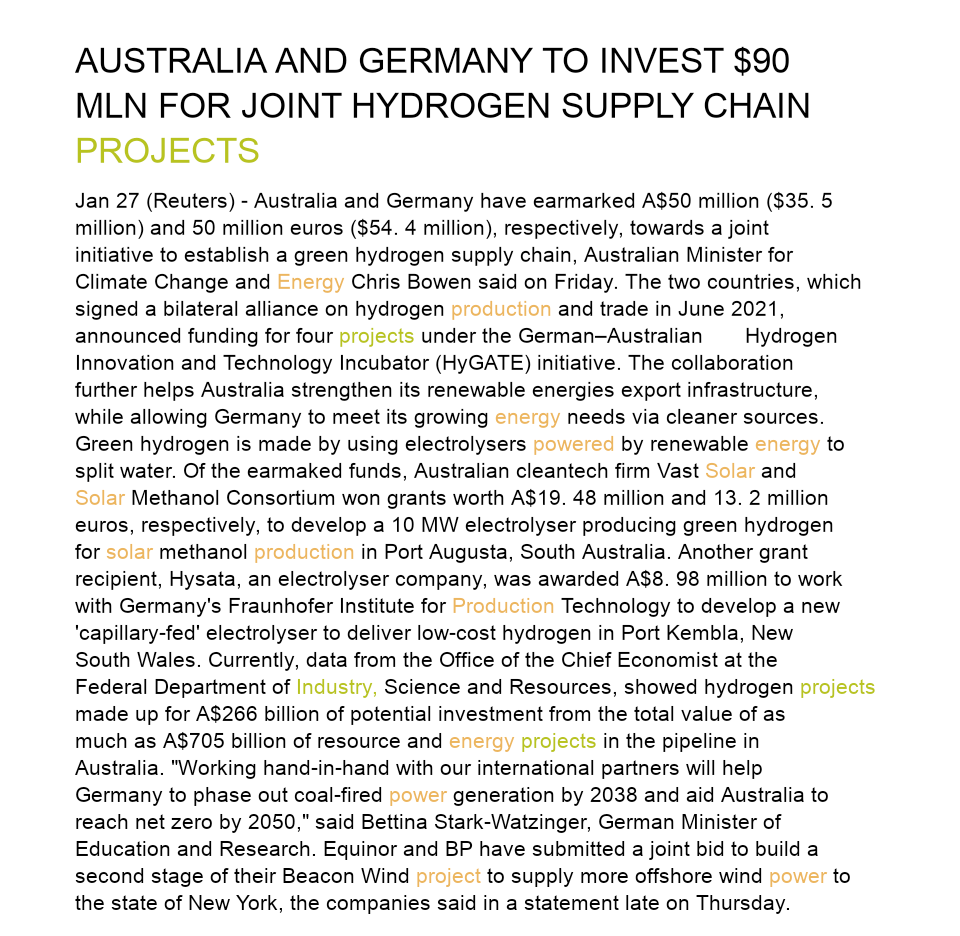 AUSTRALIA AND GERMANY TO INVEST $90
MLN FOR JOINT HYDROGEN SUPPLY CHAIN
PROJECTS
Jan 27 (Reuters) - Australia and Germany have earmarked A$50 million ($35. 5
million) and 50 million euros ($54. 4 million), respectively, towards a joint
initiative to establish a green hydrogen supply chain, Australian Minister for
Climate Change and Energy Chris Bowen said on Friday. The two countries, which
signed a bilateral alliance on hydrogen production and trade in June 2021,
announced funding for four projects under the German–Australian Hydrogen
Innovation and Technology Incubator (HyGATE) initiative. The collaboration
further helps Australia strengthen its renewable energies export infrastructure,
while allowing Germany to meet its growing energy needs via cleaner sources.
Green hydrogen is made by using electrolysers powered by renewable energy to
split water. Of the earmaked funds, Australian cleantech firm Vast Solar and
Solar Methanol Consortium won grants worth A$19. 48 million and 13. 2 million
euros, respectively, to develop a 10 MW electrolyser producing green hydrogen
for solar methanol production in Port Augusta, South Australia. Another grant
recipient, Hysata, an electrolyser company, was awarded A$8. 98 million to work
with Germany's Fraunhofer Institute for Production Technology to develop a new
'capillary-fed' electrolyser to deliver low-cost hydrogen in Port Kembla, New
South Wales. Currently, data from the Office of the Chief Economist at the
Federal Department of Industry, Science and Resources, showed hydrogen projects
made up for A$266 billion of potential investment from the total value of as
much as A$705 billion of resource and energy projects in the pipeline in
Australia. "Working hand-in-hand with our international partners will help
Germany to phase out coal-fired power generation by 2038 and aid Australia to
reach net zero by 2050," said Bettina Stark-Watzinger, German Minister of
Education and Research. Equinor and BP have submitted a joint bid to build a
second stage of their Beacon Wind project to supply more offshore wind power to
the state of New York, the companies said in a statement late on Thursday.